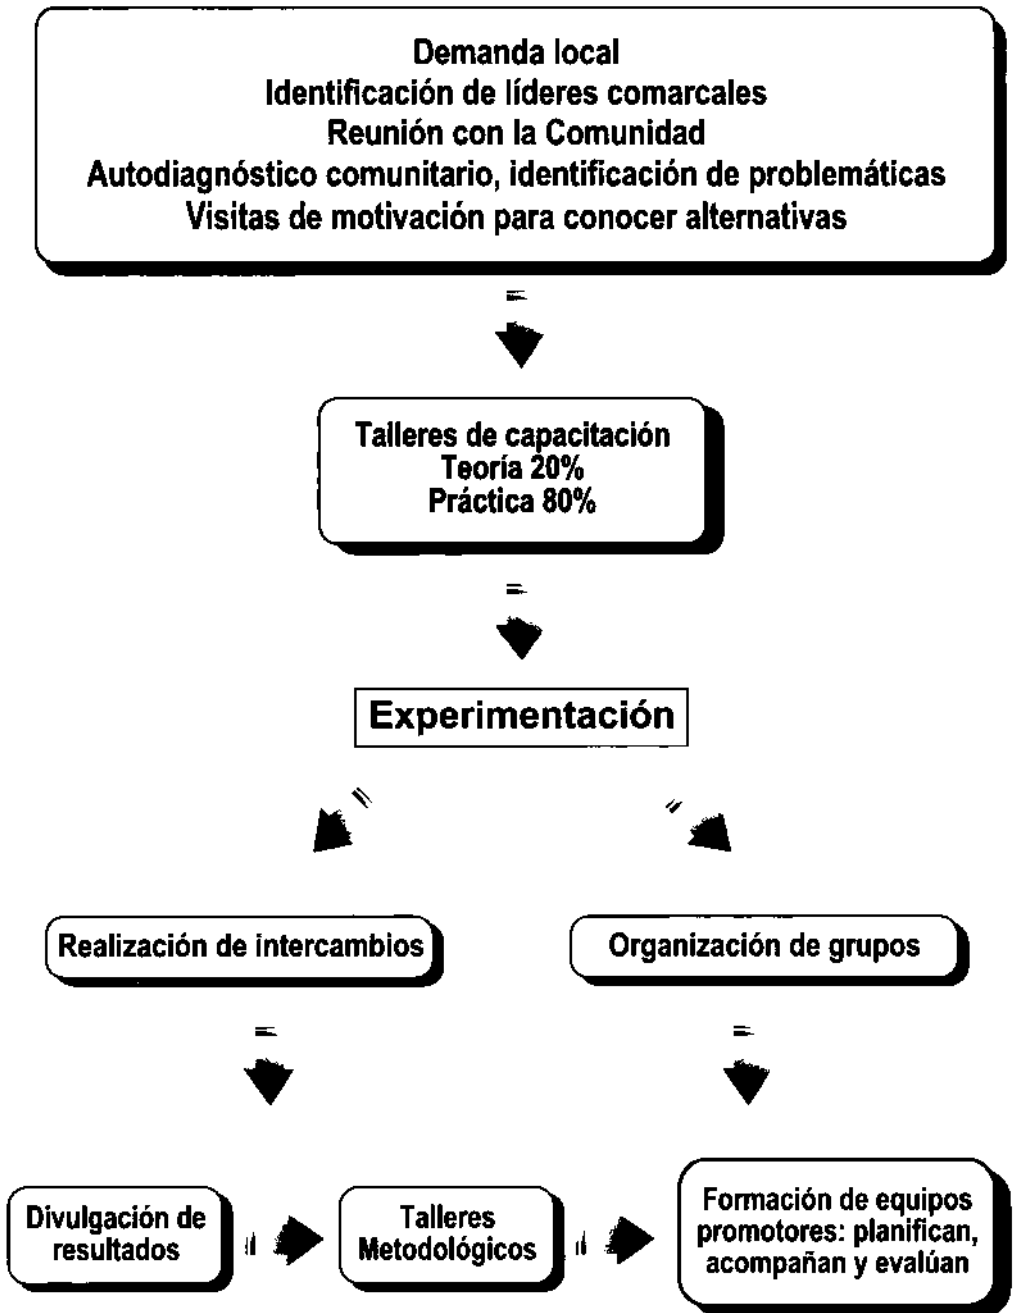 Demanda local
Identificación de líderes comarcales
Reunión con la Comunidad
Autodiagnóstico comunitario, identificación de problemáticas
Visitas de motivación para conocer alternativas
Talleres de capacitación
Teoría 20%
Práctica 80%
Experimentación
Realización de intercambios
Organización de grupos
Divulgación de
resultados
Talleres
Metodológicos
Formación de equipos
promotores: planifican,
acompañan y evalúan